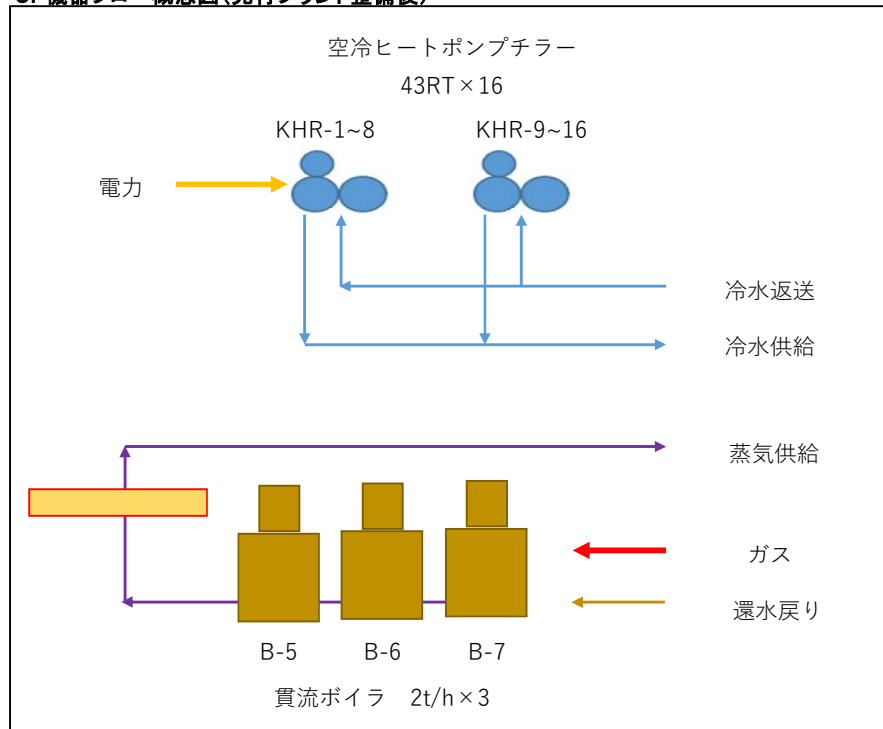 空冷ヒートポンプチラー
43RT×16
KHR-1~8
KHR-9~16
電力
冷水返送
冷水供給
蒸気供給
ガス
還水戻り
B-5
B-6
B-7
貫流ボイラ　2t/h×3